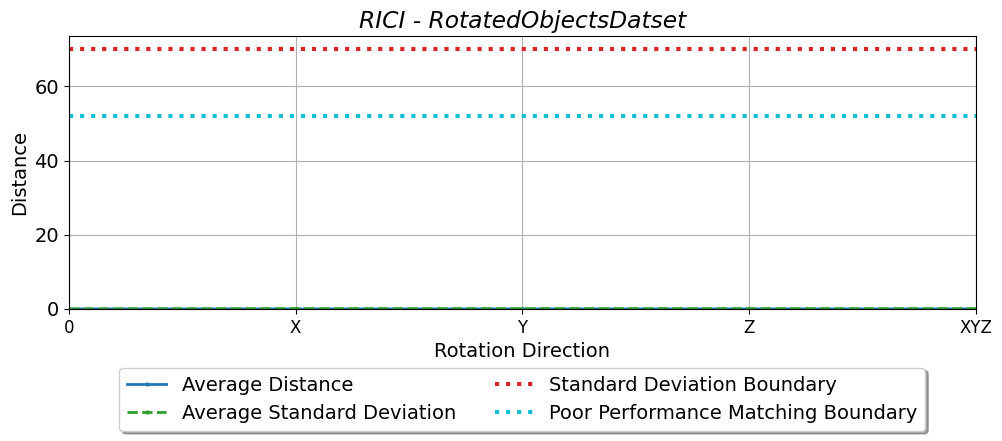 RICI - RotatedObjectsDatset
60
40
20
0
Distance
0 X Y Z XYZ
Rotation Direction
Average Distance
Average Standard Deviation
Standard Deviation Boundary
Poor Performance Matching Boundary